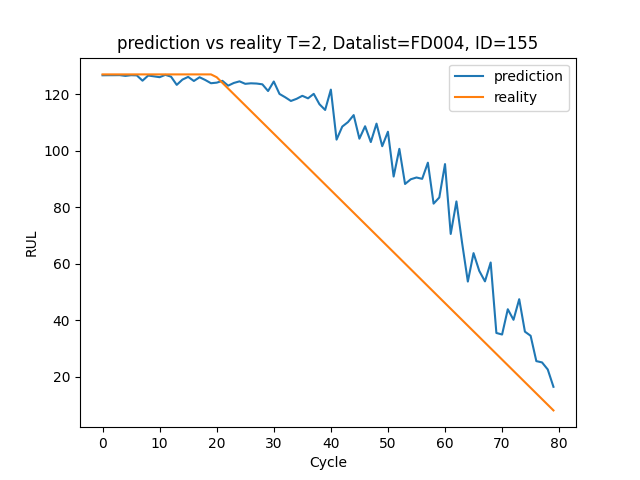 prediction vs reality T=2, Datalist=FD004, ID=155
prediction
reality
RUL
120
100
80
60
40
20
0 10 20 30 40 50 60 70 80
Cycle